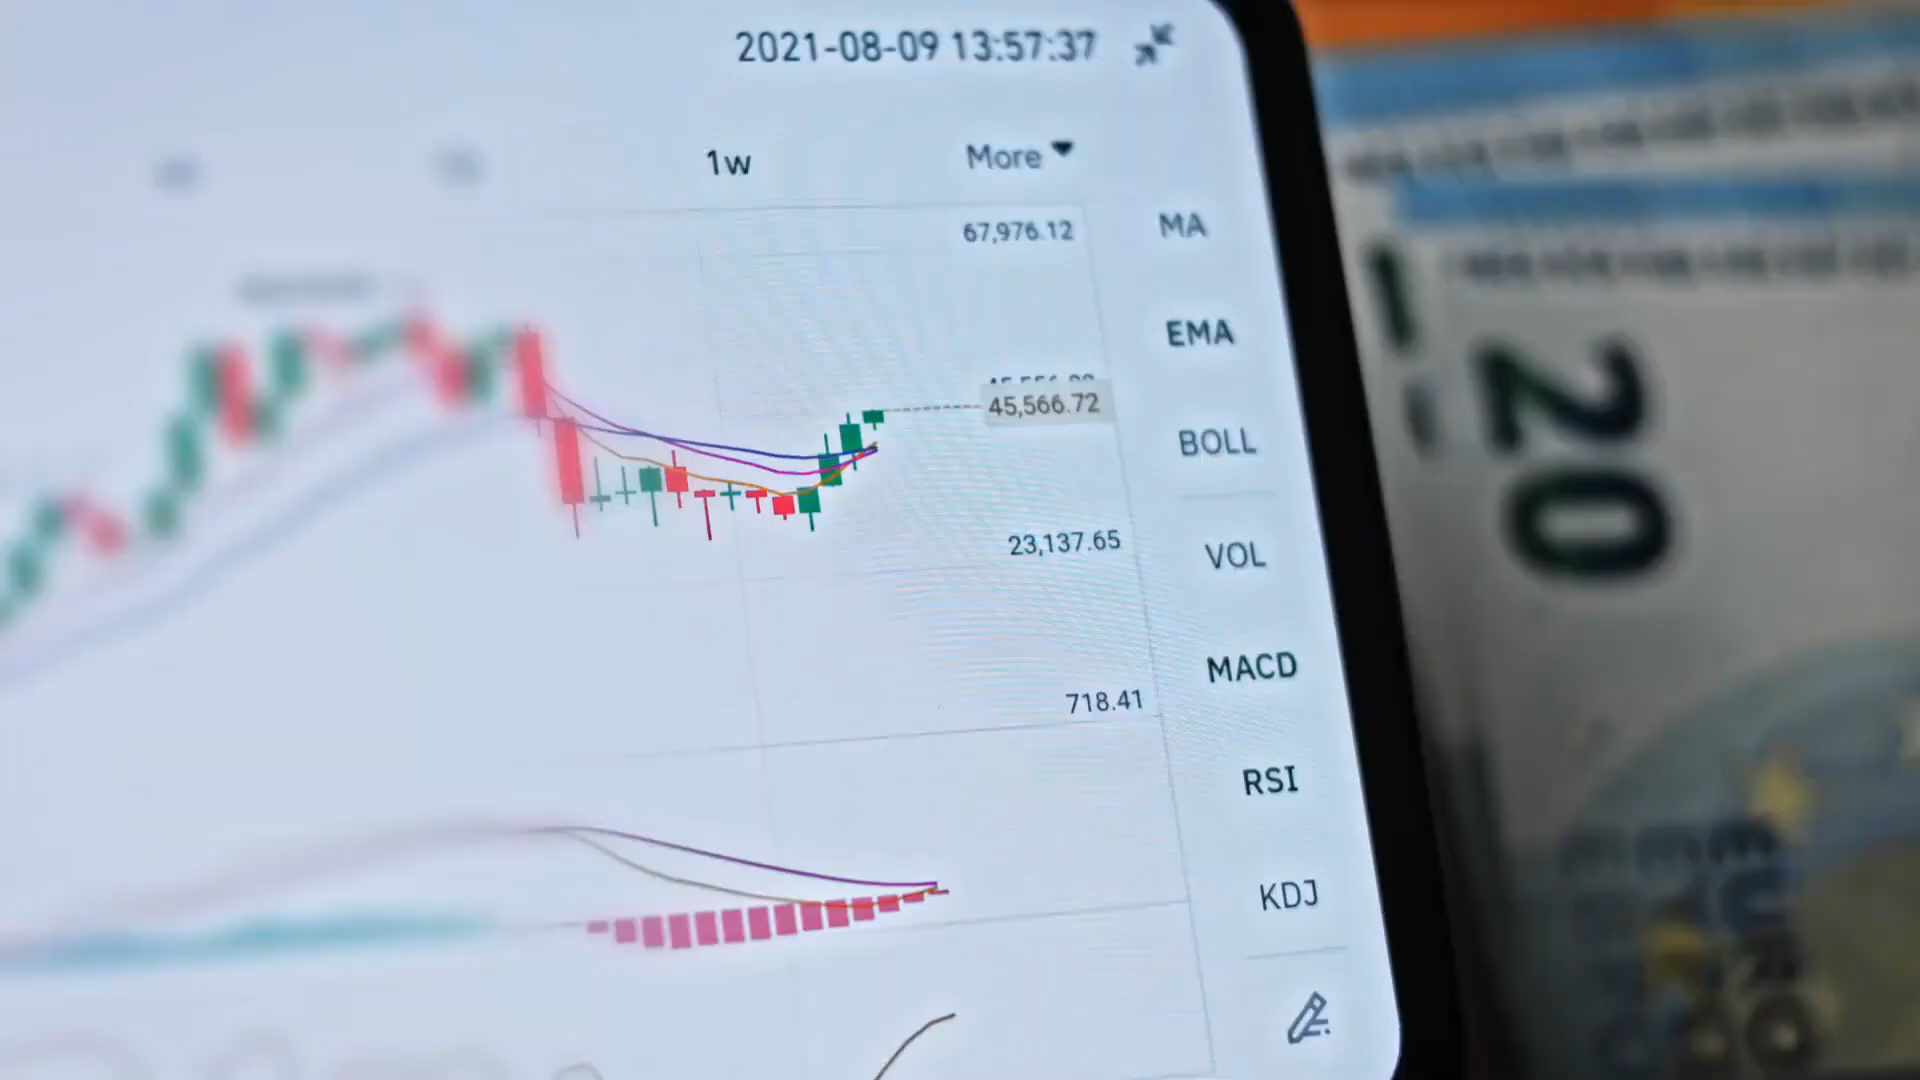 2021-08-09 13:57:37
1w
More
67,976.12
MA
EMA
45,566.72
BOLL
23,137.65
VOL
MACD
718.41
RSI
KDJ
20
EURO